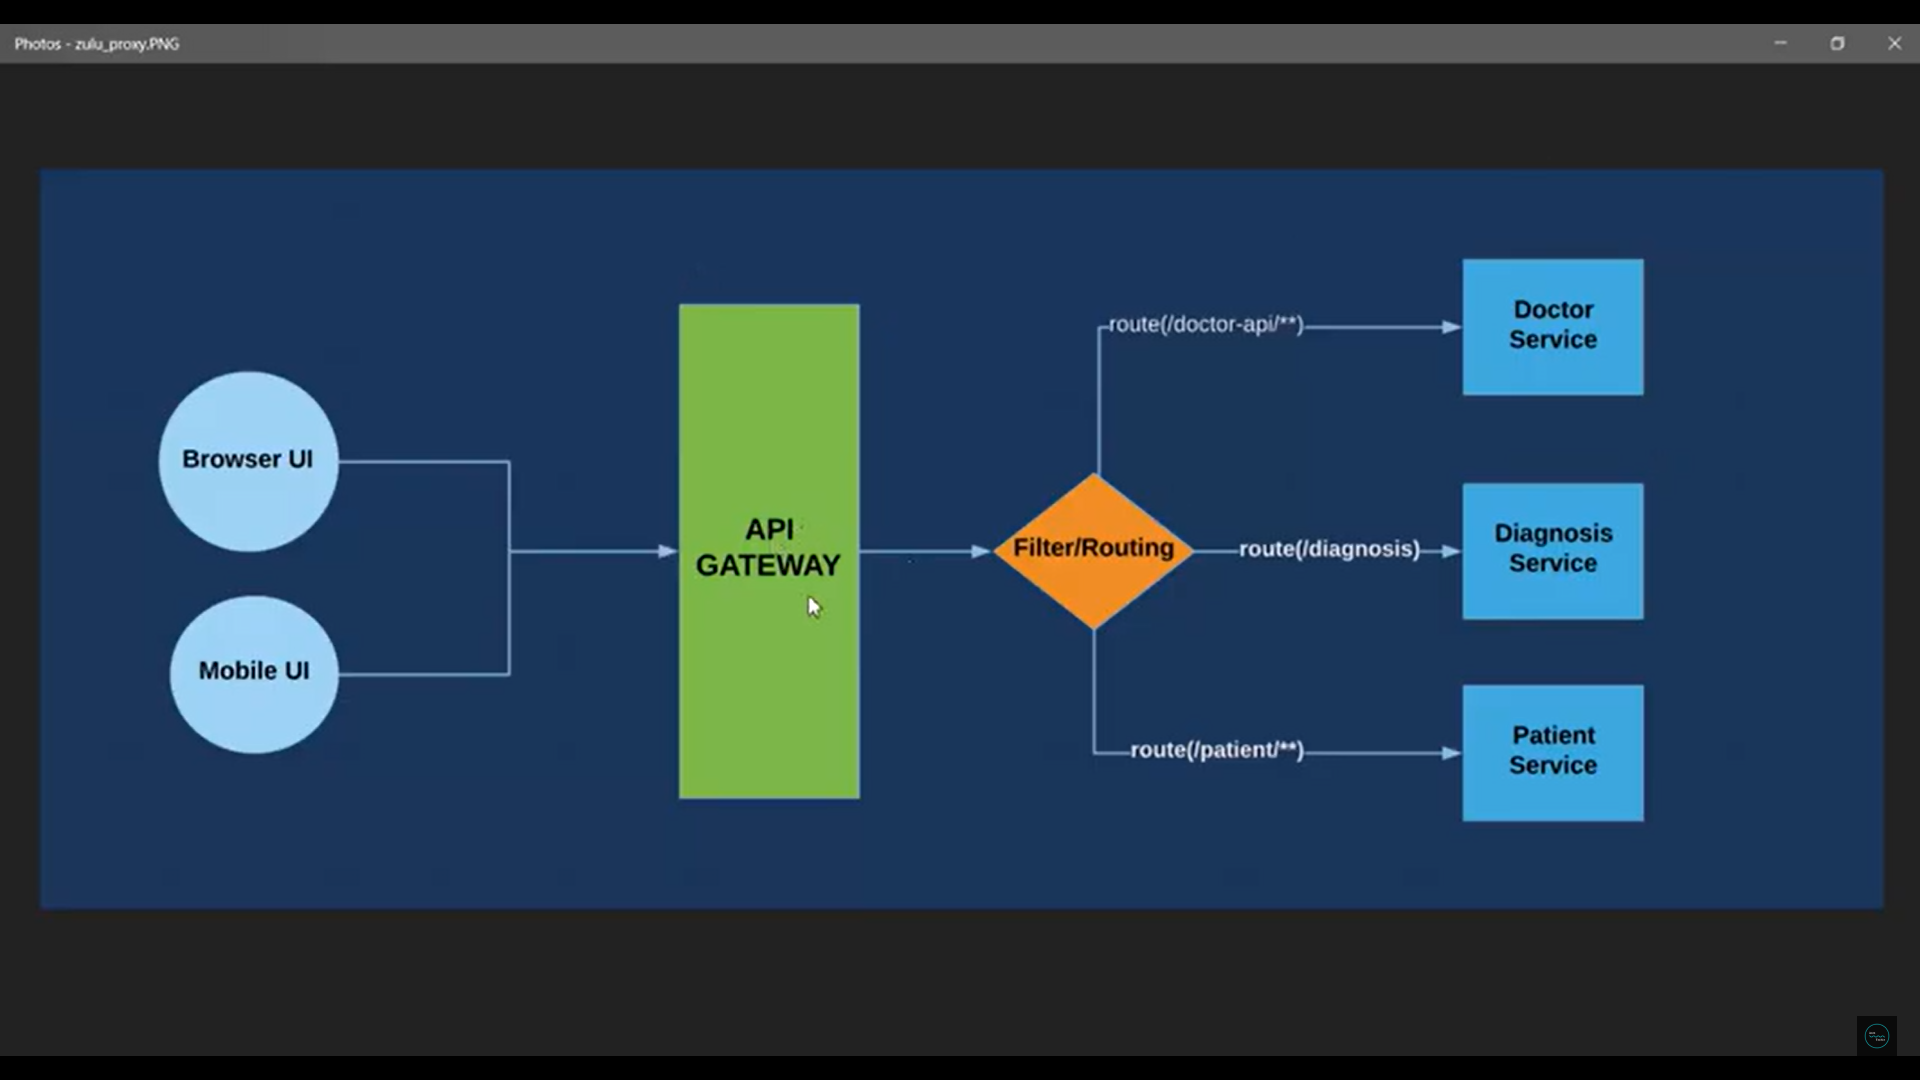 Photos - zulu_proxy.PNG
Browser UI
Mobile UI
API
GATEWAY
Filter/Routing
route(/doctor-api/**)
route(/diagnosis)
route(/patient/**)
Doctor
Service
Diagnosis
Service
Patient
Service